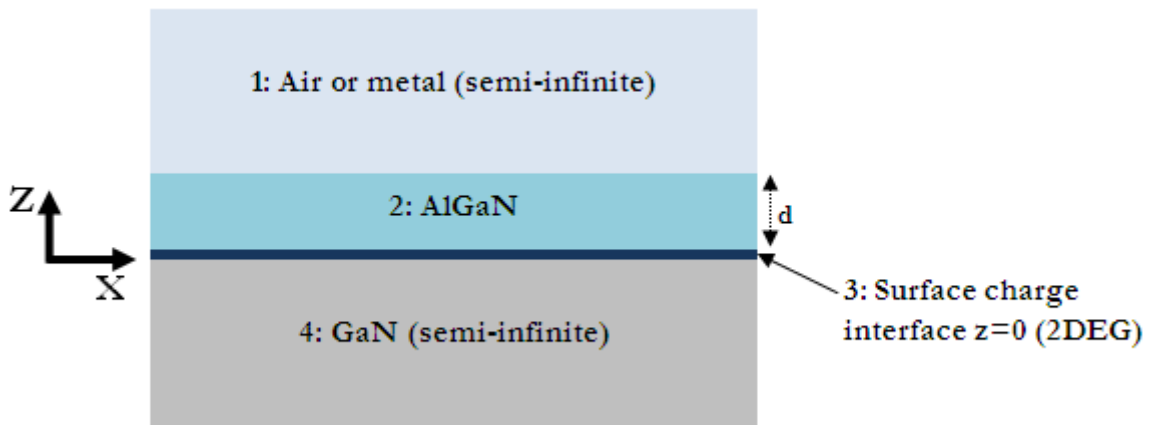 1: Air or metal (semi-infinite)
Z
2: AlGaN
d
X
3: Surface charge
interface z=0 (2DEG)
4: GaN (semi-infinite)